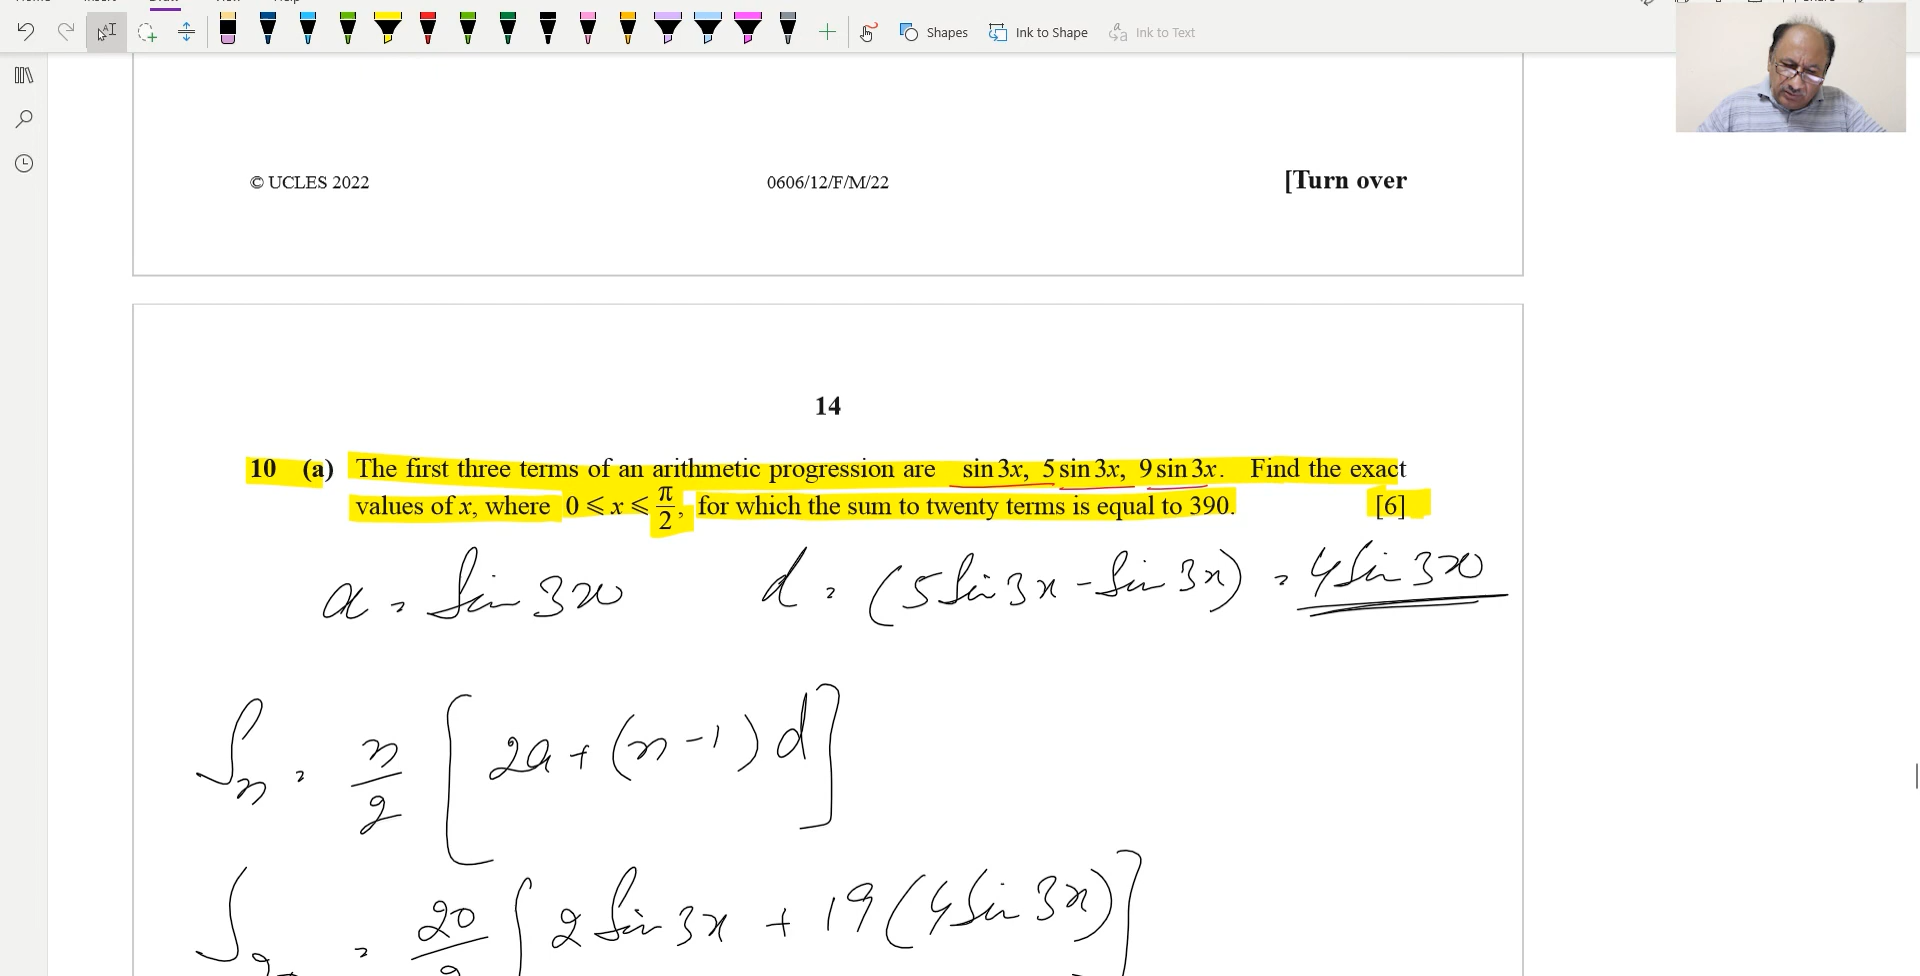 Shapes Ink to Shape Ink to Text
© UCLES 2022 0606/12/F/M/22 [Turn over
14
10 (a) The first three terms of an arithmetic progression are sin 3x, 5 sin 3x, 9 sin 3x. Find the exact
values of x, where 0 ⩽ x ⩽ π/2, for which the sum to twenty terms is equal to 390. [6]
a = Sin 3x d = (5 Sin 3x - Sin 3x) = 4 Sin 3x
Sn = n/2 [2a + (n-1) d]
S = 20/2 [2 Sin 3x + 19 (4 Sin 3x)]